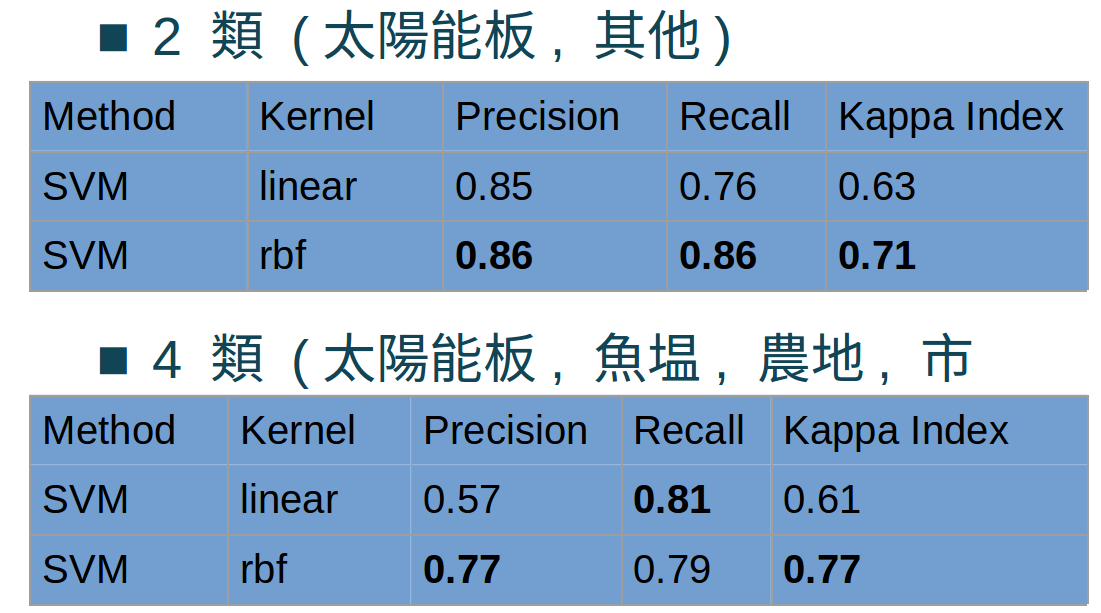 ■ 2 類 (太陽能板, 其他)
Method Kernel Precision Recall Kappa Index
SVM linear 0.85 0.76 0.63
SVM rbf 0.86 0.86 0.71
■ 4 類 (太陽能板, 魚塭, 農地, 市
Method Kernel Precision Recall Kappa Index
SVM linear 0.57 0.81 0.61
SVM rbf 0.77 0.79 0.77